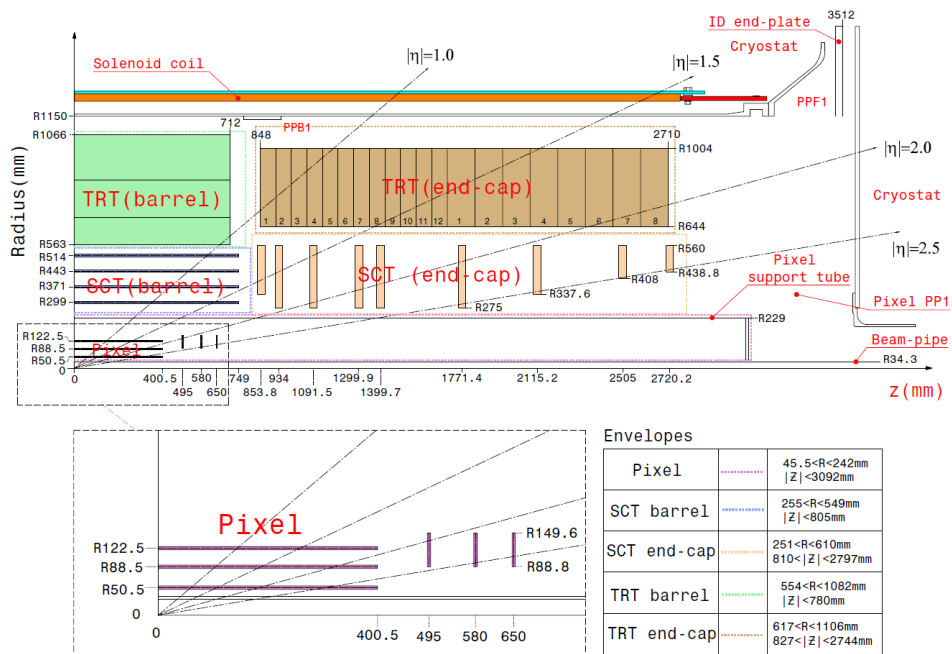 3512
ID end-plate
Cryostat
|η|=1.0
|η|=1.5
Solenoid coil
PPF1
R1150
712
PPB1
R1066
848
2710
R1004
|η|=2.0
TRT(barrel)
TRT(end-cap)
Cryostat
1 2 3 4 5 6 7 8 9 10 11 12 1 2 3 4 5 6 7 8
R644
Radius(mm)
R563
R514
R443
R371
R299
SCT(barrel)
SCT (end-cap)
R560
R438.8
R408
R337.6
R275
|η|=2.5
Pixel
support tube
Pixel PP1
R229
R122.5
R88.5
R50.5
Pixel
Beam-pipe
R34.3
0
0
400.5
495
580
650
749
853.8
934
1091.5
1299.9
1399.7
1771.4
2115.2
2505
2720.2
z(mm)
Pixel
R122.5
R88.5
R50.5
R149.6
R88.8
0
0
400.5
495
580
650
Envelopes
Pixel
45.5<R<242mm
|Z|<3092mm
SCT barrel
255<R<549mm
|Z|<805mm
SCT end-cap
251<R<610mm
810<|Z|<2797mm
TRT barrel
554<R<1082mm
|Z|<780mm
TRT end-cap
617<R<1106mm
827<|Z|<2744mm